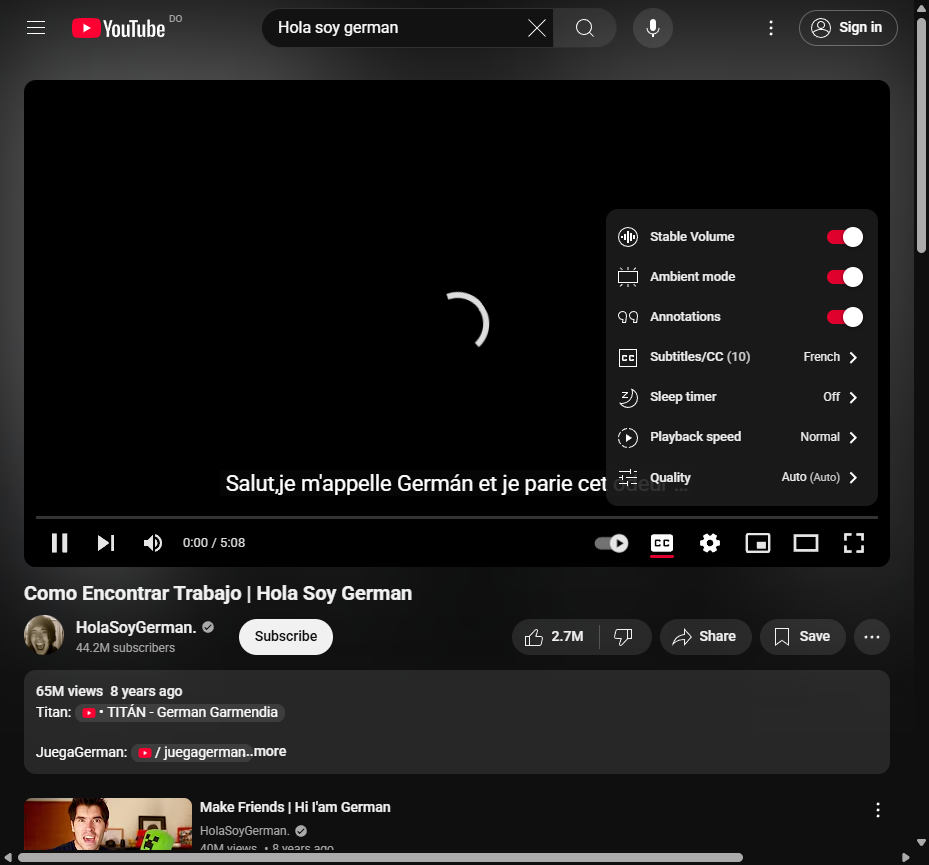 YouTube DO
Hola soy german
Sign in
Stable Volume
Ambient mode
Annotations
Subtitles/CC (10) French
Sleep timer Off
Playback speed Normal
Quality Auto (Auto)
Salut,je m'appelle Germán et je parie cet odeur ...
0:00 / 5:08
CC
Como Encontrar Trabajo | Hola Soy German
HolaSoyGerman.
44.2M subscribers
Subscribe
2.7M
Share
Save
65M views 8 years ago
Titan: • TITÁN - German Garmendia
JuegaGerman: / juegagerman
...more
Make Friends | Hi I'am German
HolaSoyGerman.
40M views • 8 years ago